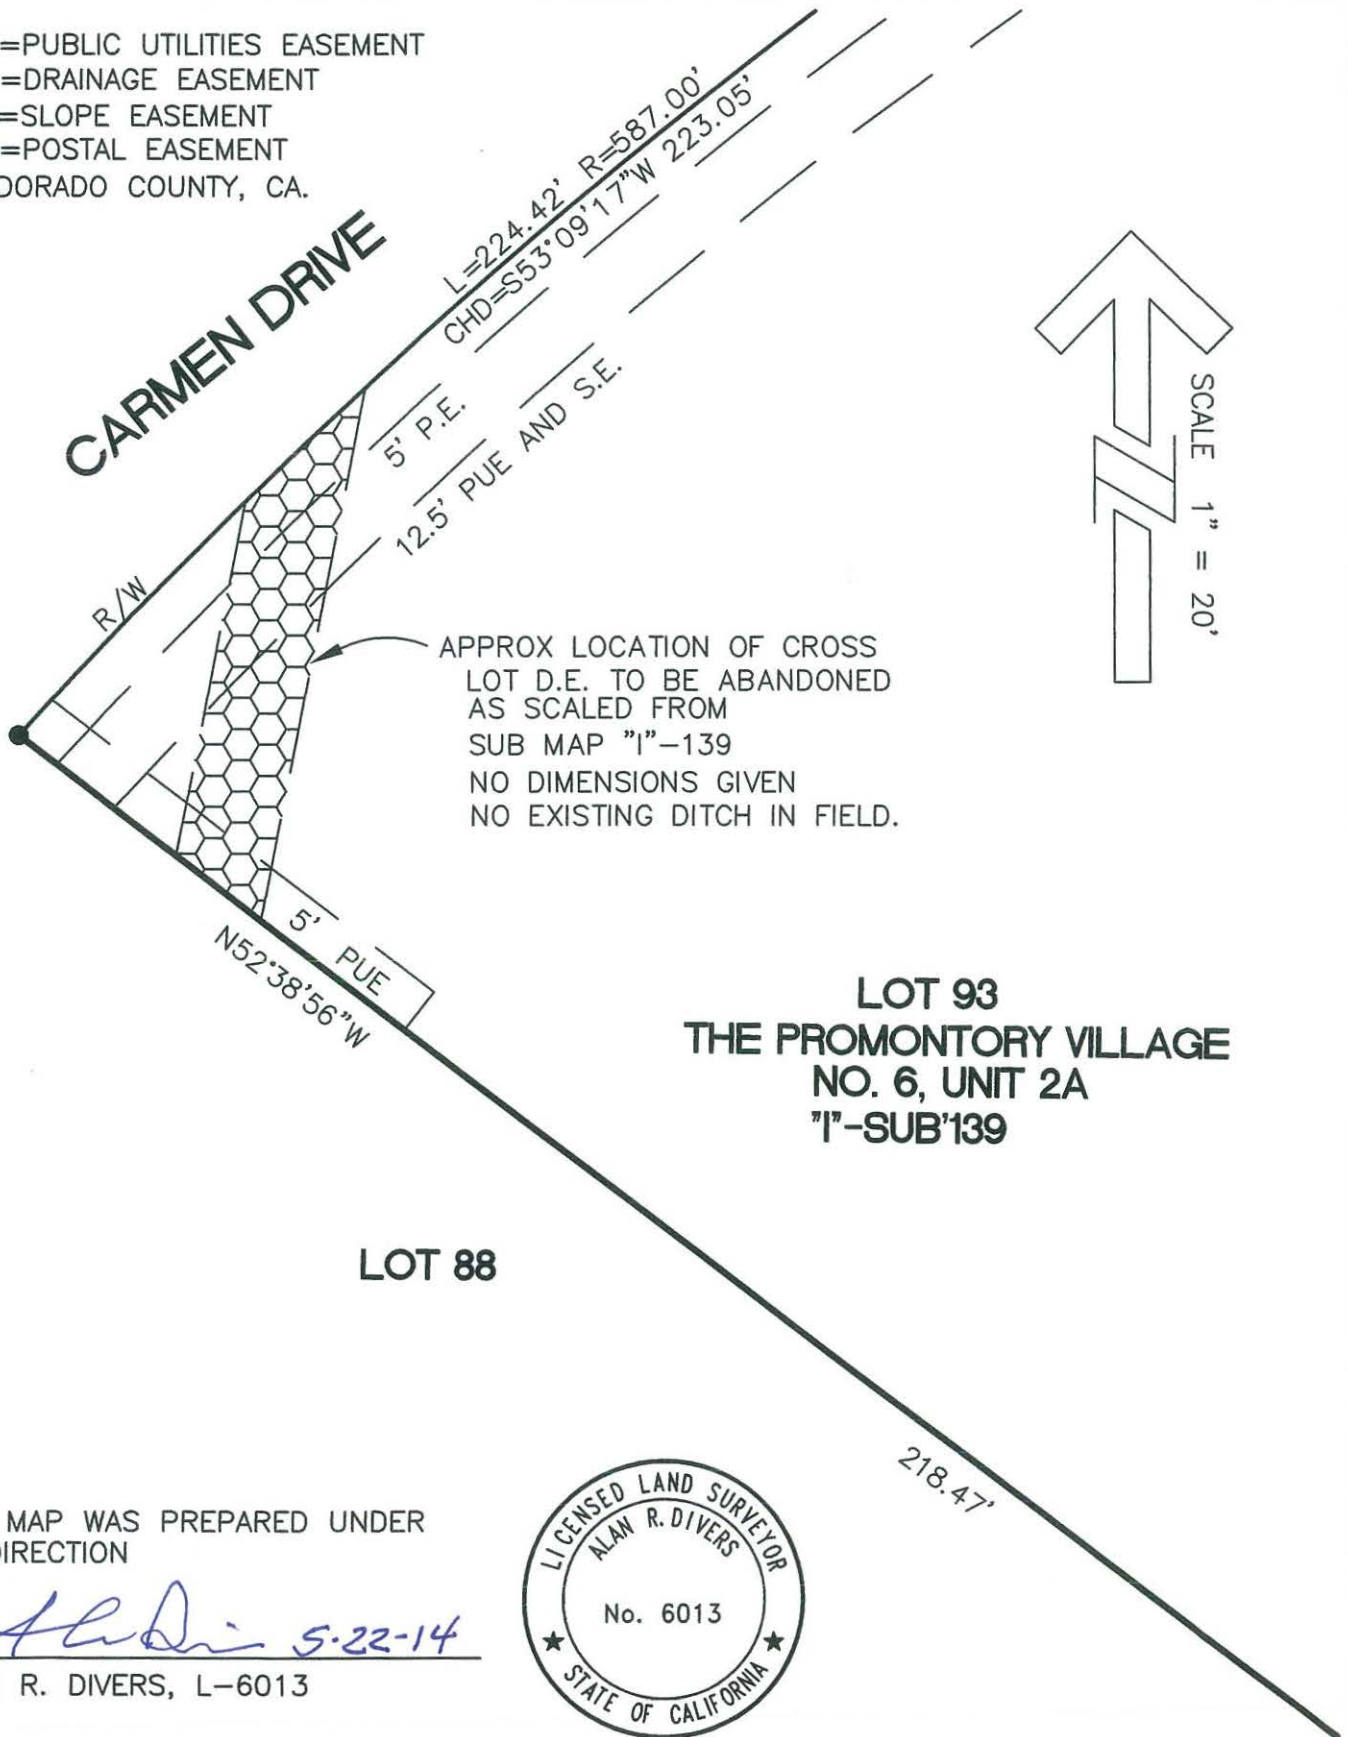 =PUBLIC UTILITIES EASEMENT
=DRAINAGE EASEMENT
=SLOPE EASEMENT
=POSTAL EASEMENT
DORADO COUNTY, CA.
CARMEN DRIVE
L=224.42' R=587.00'
CHD=S53°09'17"W 223.05'
5' P.E.
12.5' PUE AND S.E.
R/W
SCALE 1" = 20'
APPROX LOCATION OF CROSS
LOT D.E. TO BE ABANDONED
AS SCALED FROM
SUB MAP "I"-139
NO DIMENSIONS GIVEN
NO EXISTING DITCH IN FIELD.
5' PUE
N52°38'56"W
LOT 93
THE PROMONTORY VILLAGE
NO. 6, UNIT 2A
"I"-SUB'139
LOT 88
218.47'
MAP WAS PREPARED UNDER
DIRECTION
5-22-14
R. DIVERS, L-6013
LICENSED LAND SURVEYOR
ALAN R. DIVERS
No. 6013
STATE OF CALIFORNIA